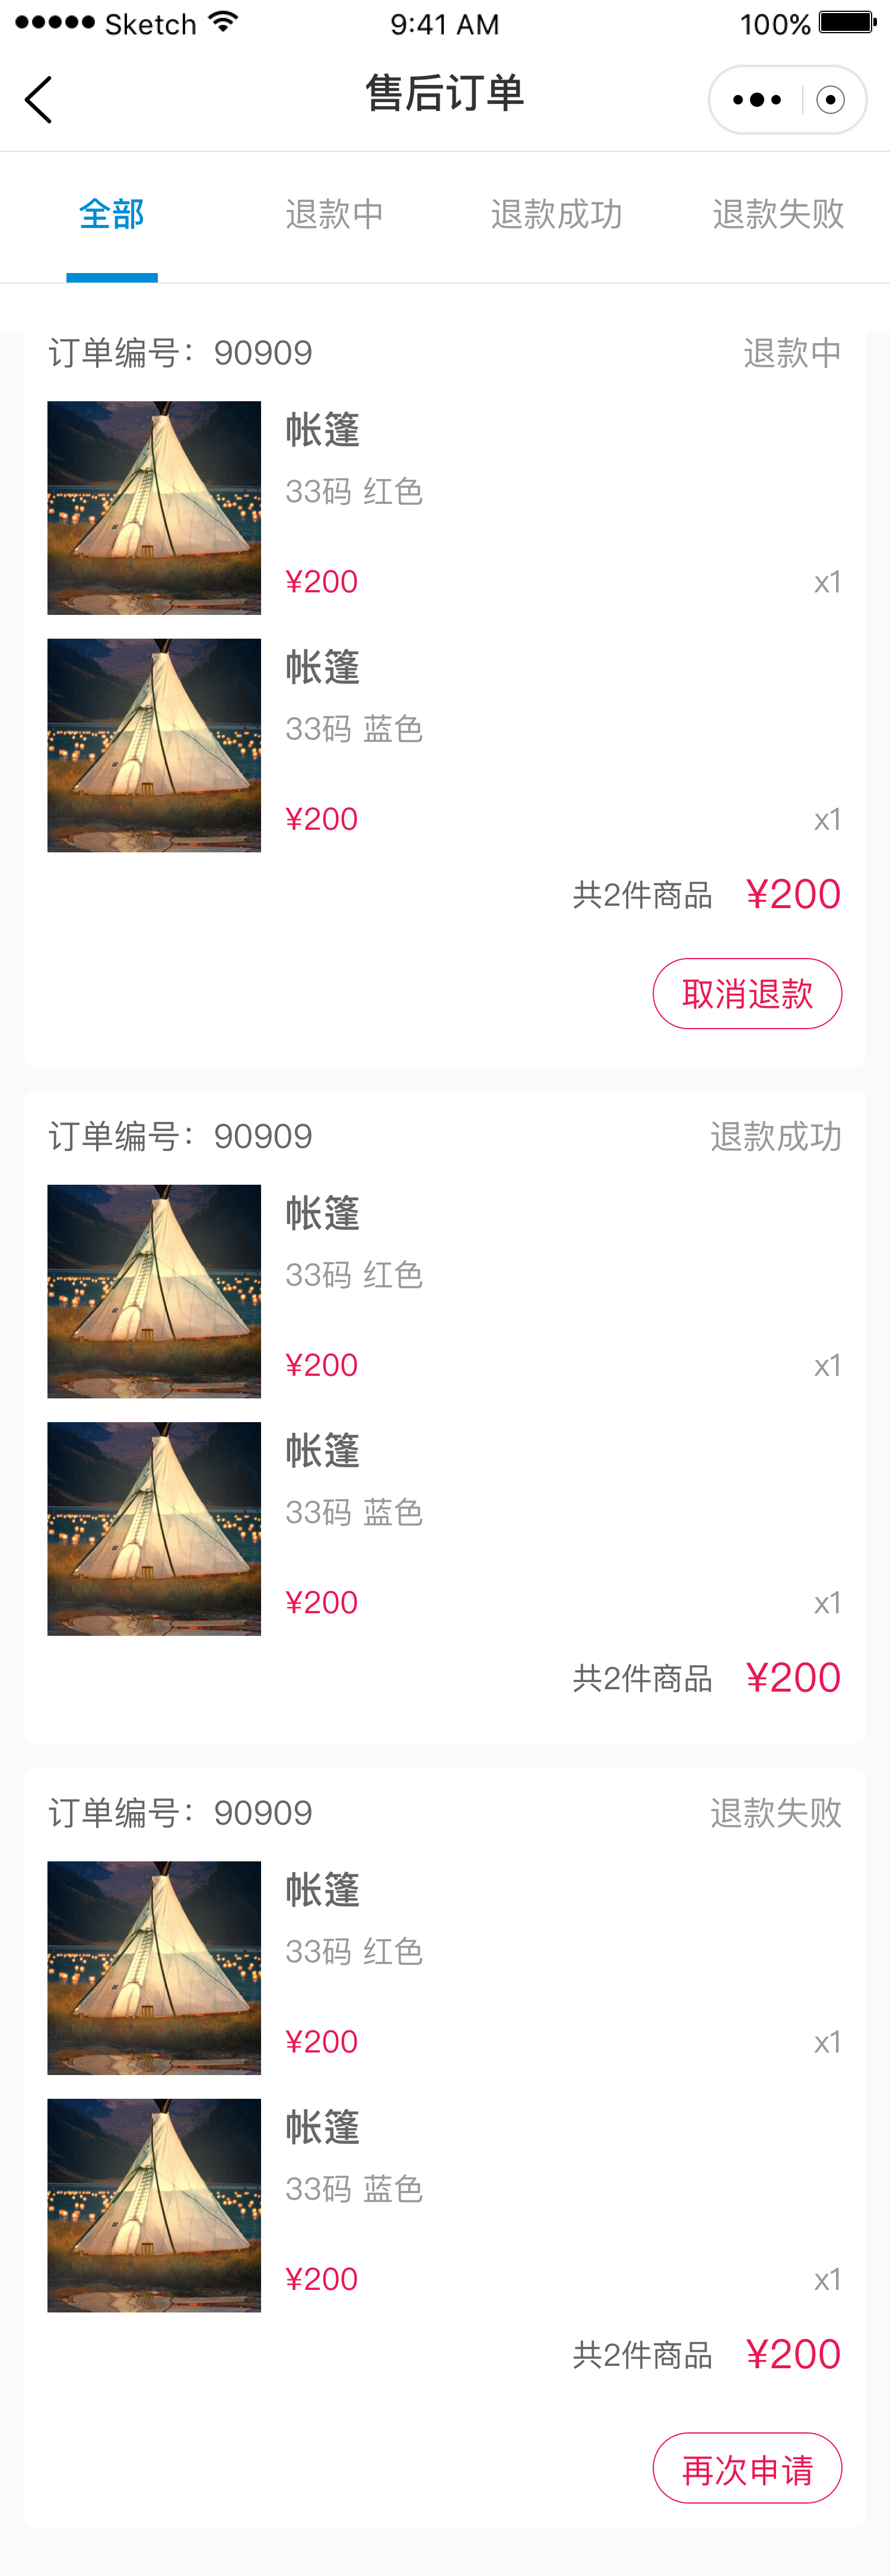 Sketch 9:41 AM 100%
售后订单
全部 退款中 退款成功 退款失败
订单编号：90909 退款中
帐篷
33码 红色
¥200 x1
帐篷
33码 蓝色
¥200 x1
共2件商品 ¥200
取消退款
订单编号：90909 退款成功
帐篷
33码 红色
¥200 x1
帐篷
33码 蓝色
¥200 x1
共2件商品 ¥200
订单编号：90909 退款失败
帐篷
33码 红色
¥200 x1
帐篷
33码 蓝色
¥200 x1
共2件商品 ¥200
再次申请